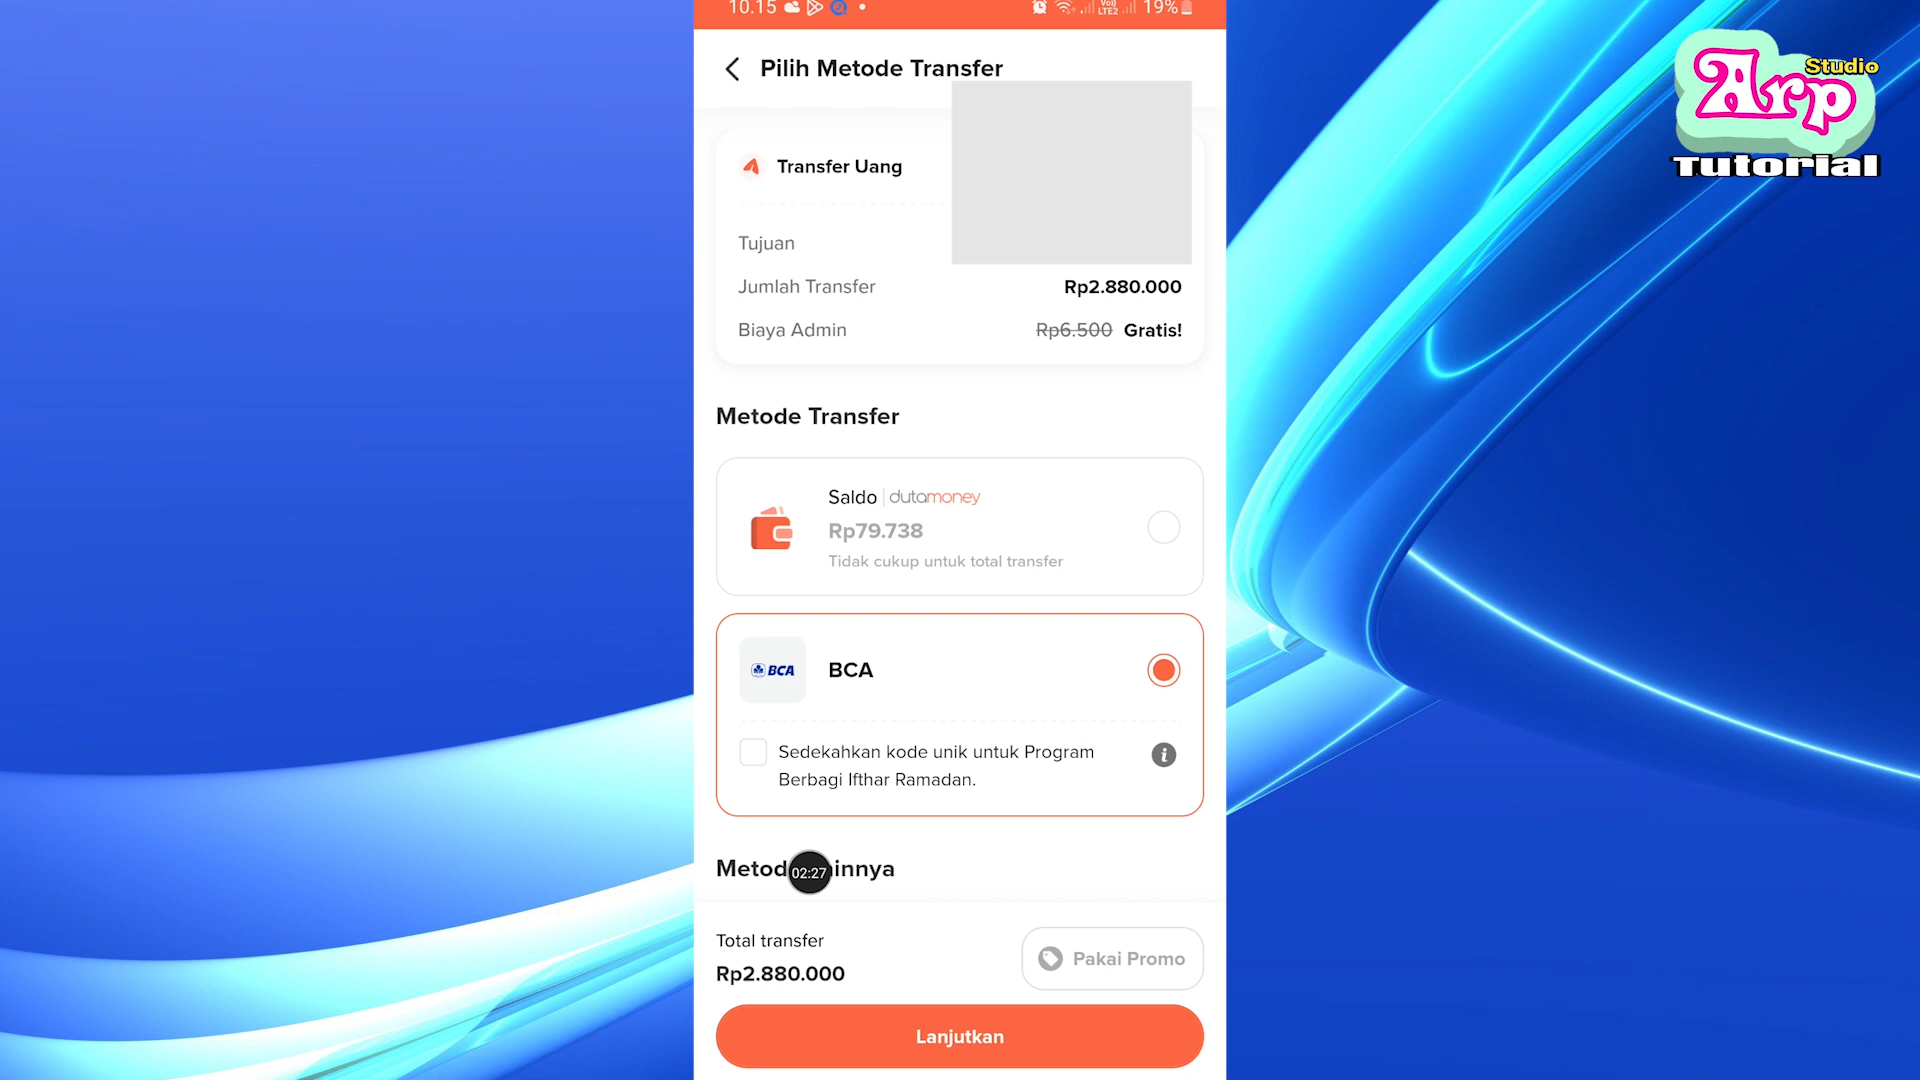 10.15
Vo)) LTE2 19%
Pilih Metode Transfer
Studio
Arp
Tutorial
Transfer Uang
Tujuan
Jumlah Transfer Rp2.880.000
Biaya Admin Rp6.500 Gratis!
Metode Transfer
Saldo dutamoney
Rp79.738
Tidak cukup untuk total transfer
BCA BCA
Sedekahkan kode unik untuk Program
Berbagi Ifthar Ramadan.
Metod innya
02:27
Total transfer
Rp2.880.000
Pakai Promo
Lanjutkan